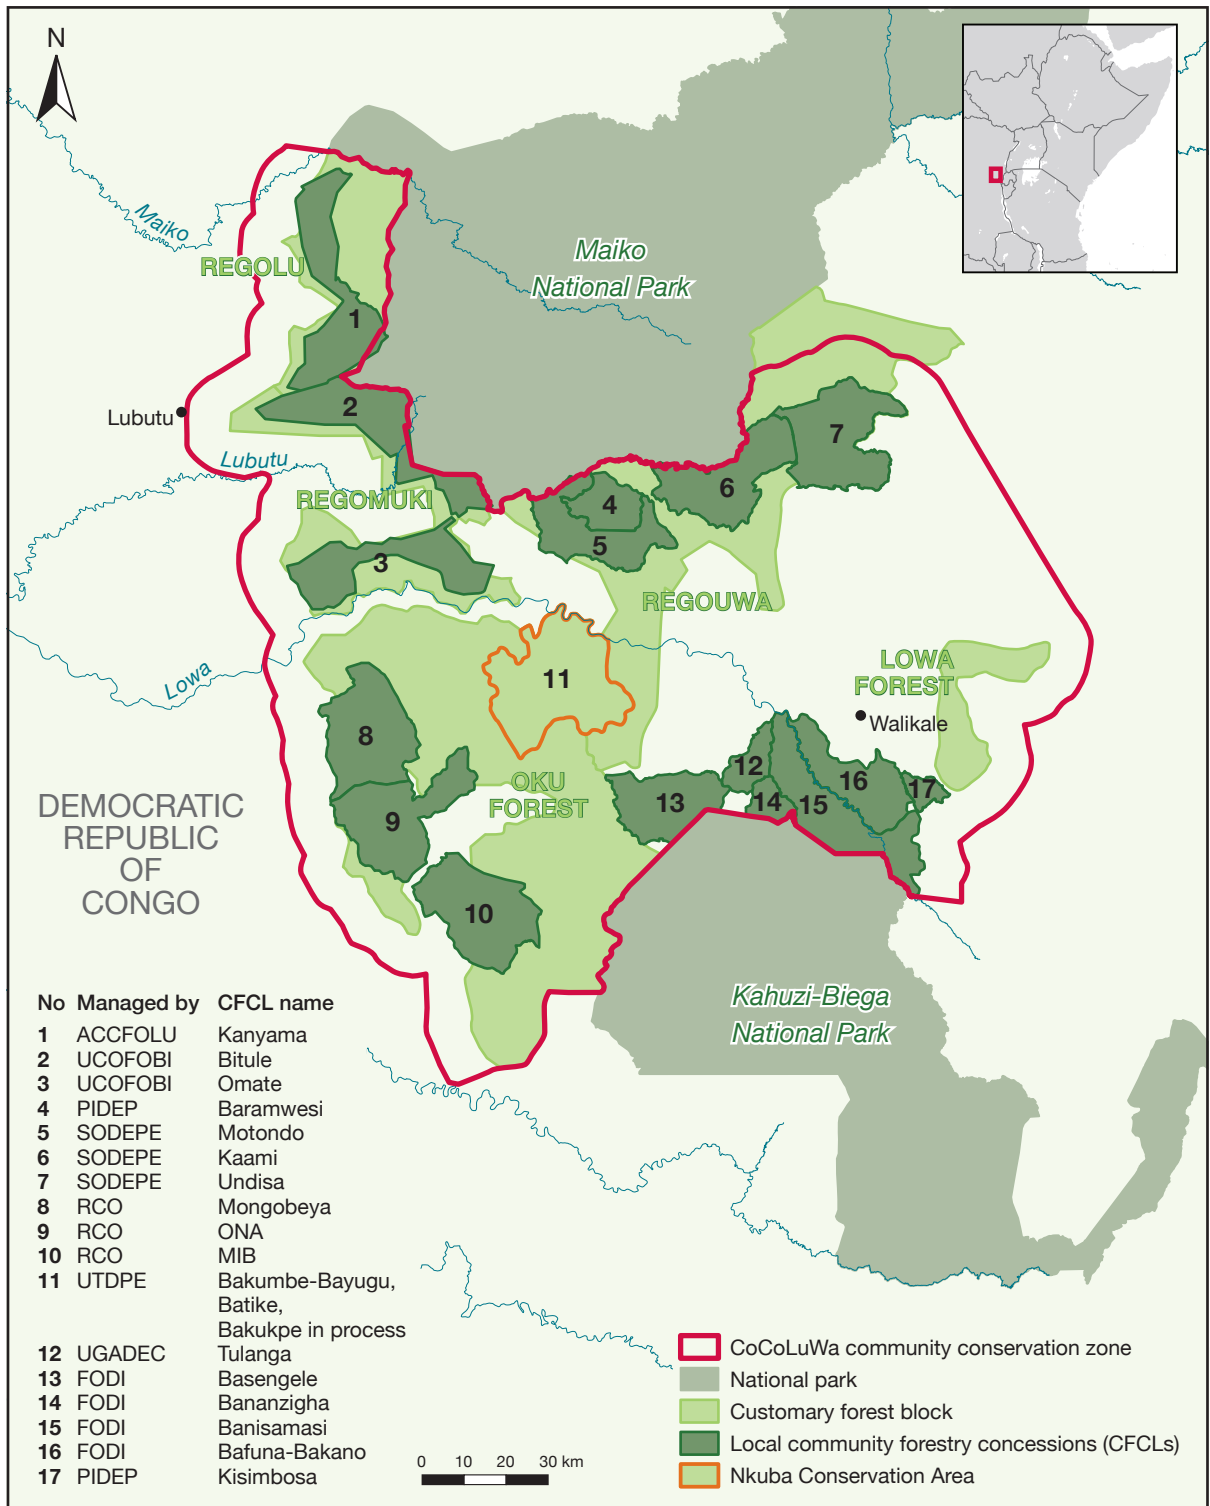 N
Maiko
REGOLU
Maiko
National Park
1
Lubutu
2
7
Lubutu
REGOMUKI
6
4
5
3
REGOUWA
LOWA
FOREST
11
Lowa
Walikale
8
12
16
17
OKU
FOREST
13
14
15
9
DEMOCRATIC
REPUBLIC
OF
CONGO
10
Kahuzi-Biega
National Park
No Managed by CFCL name
1 ACCFOLU Kanyama
2 UCOFOBI Bitule
3 UCOFOBI Omate
4 PIDEP Baramwesi
5 SODEPE Motondo
6 SODEPE Kaami
7 SODEPE Undisa
8 RCO Mongobeya
9 RCO ONA
10 RCO MIB
11 UTDPE Bakumbe-Bayugu,
Batike,
Bakukpe in process
12 UGADEC Tulanga
13 FODI Basengele
14 FODI Bananzigha
15 FODI Banisamasi
16 FODI Bafuna-Bakano
17 PIDEP Kisimbosa
0 10 20 30 km
CoCoLuWa community conservation zone
National park
Customary forest block
Local community forestry concessions (CFCLs)
Nkuba Conservation Area